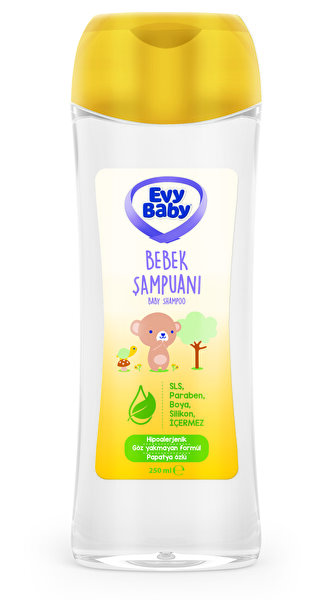 Evy
Baby
BEBEK
ŞAMPUANI
BABY SHAMPOO
SLS,
Paraben,
Boya,
Silikon,
İÇERMEZ
Hipoalerjenik
Göz yakmayan formül
Papatya özlü
250 ml ℮